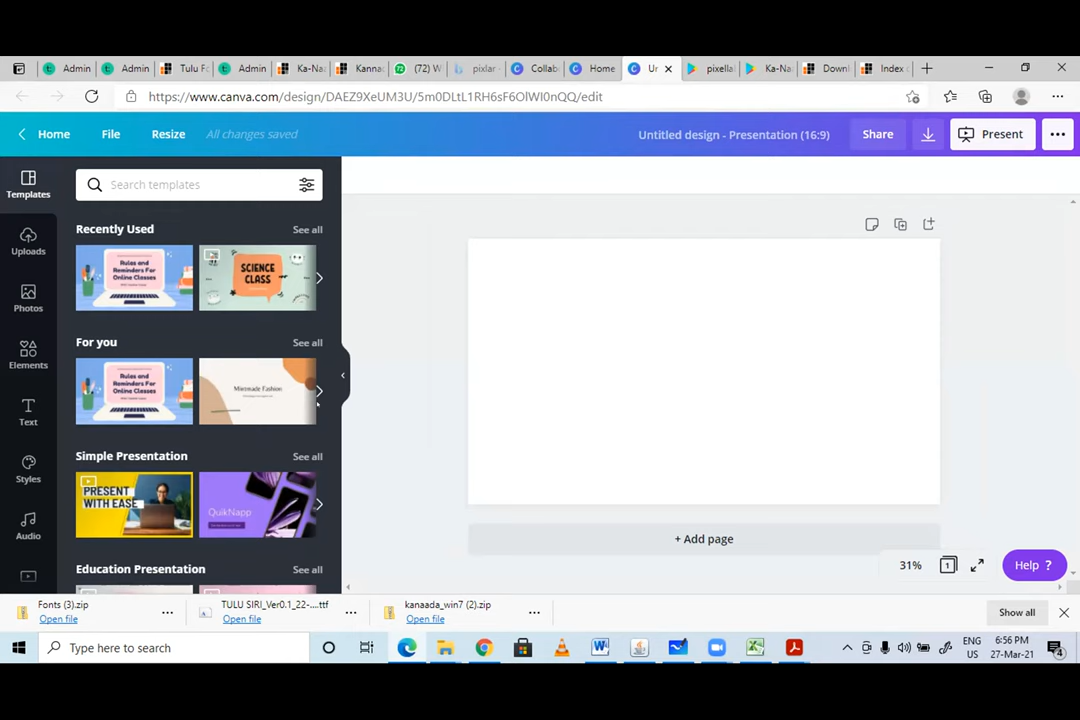 Admin
Admin
Tulu Fo
Admin
Ka-Na
Kanna
(72) W
pixlar
Collab
Home
Un
pixella
Ka-Na
Downl
Index
https://www.canva.com/design/DAEZ9XeUM3U/5m0DLtL1RH6sF6OlWI0nQQ/edit
Home File Resize All changes saved Untitled design - Presentation (16:9) Share Present
Templates
Uploads
Photos
Elements
Text
Styles
Audio
Search templates
Recently Used See all
Rules and
Reminders For
Online Classes
SCIENCE
CLASS
For you See all
Rules and
Reminders For
Online Classes
Mintmade Fashion
Simple Presentation See all
PRESENT
WITH EASE
QuikNapp
Education Presentation See all
+ Add page
31% 1 Help ?
Fonts (3).zip
Open file
TULU SIRI_Ver0.1_22-....ttf
Open file
kanaada_win7 (2).zip
Open file
Show all
Type here to search
ENG
US
6:56 PM
27-Mar-21
4